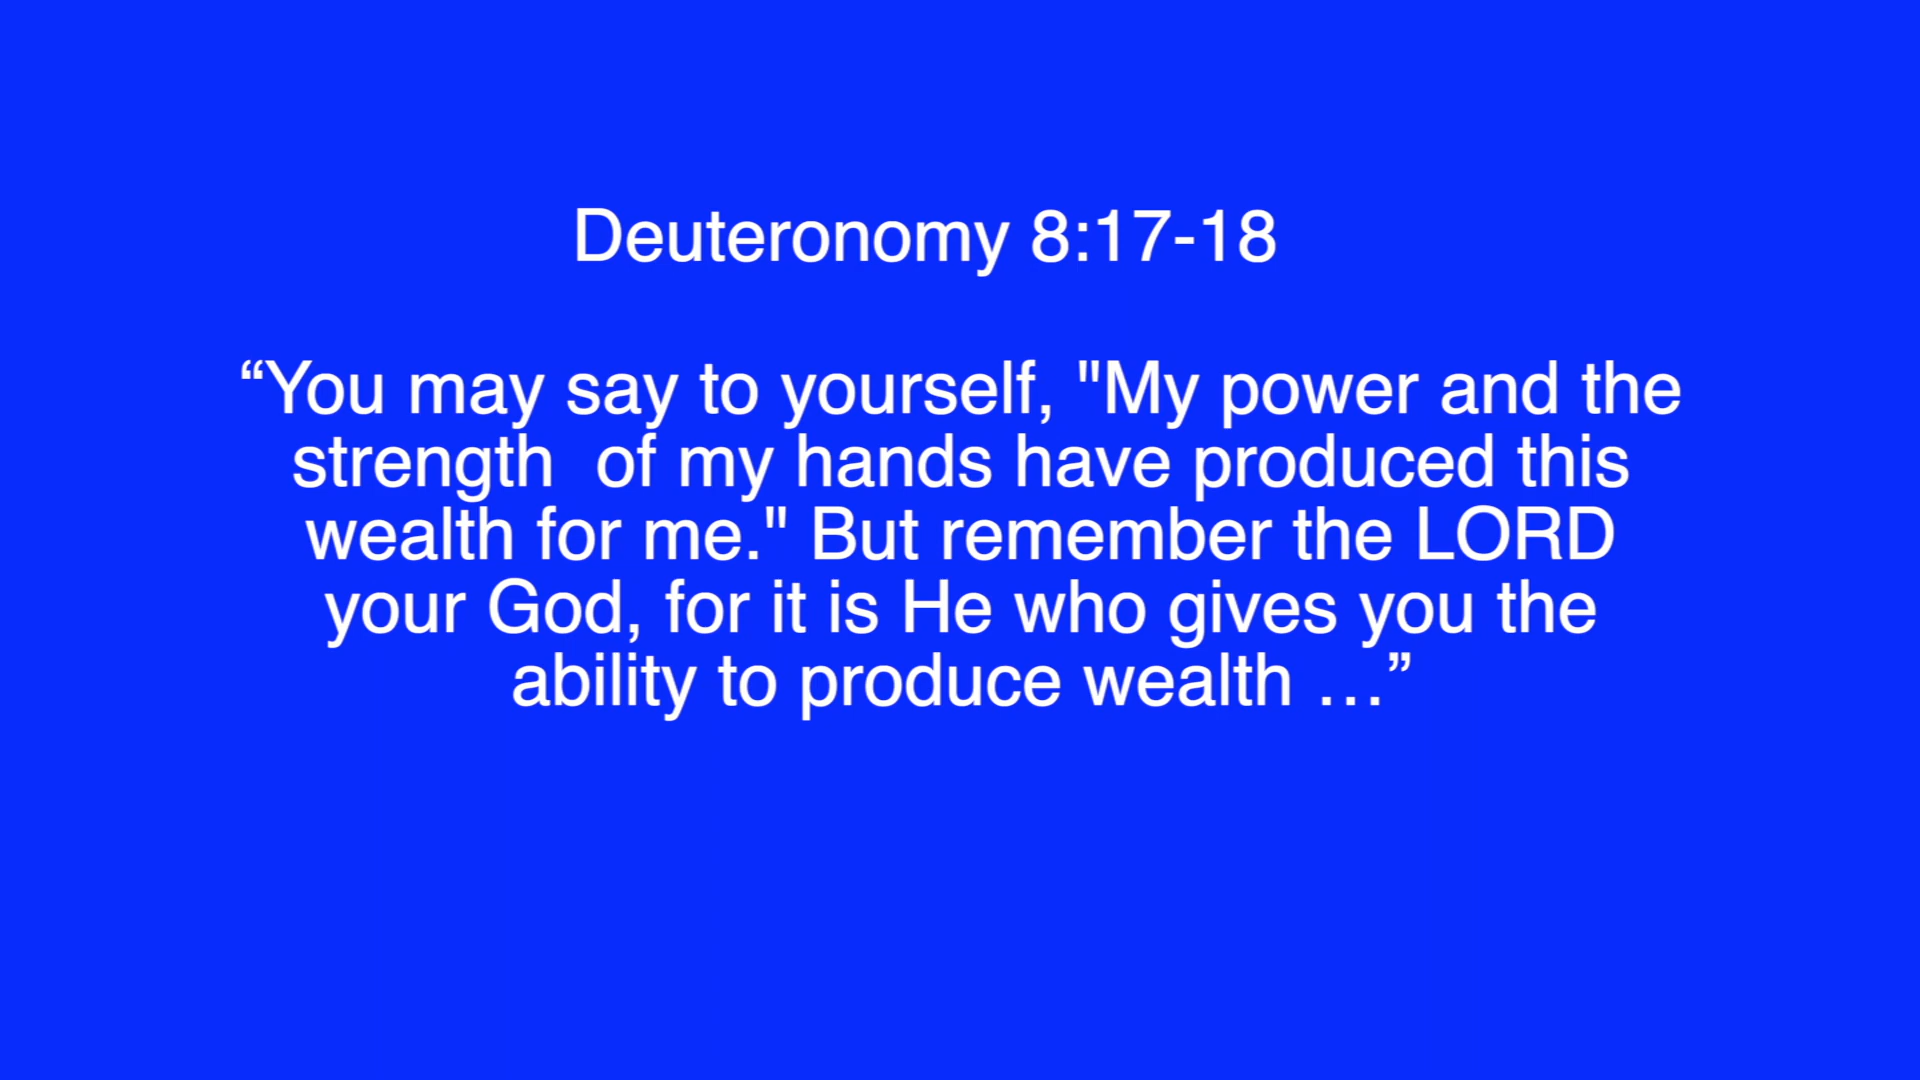 Deuteronomy 8:17-18
“You may say to yourself, "My power and the
strength  of my hands have produced this
wealth for me." But remember the LORD
your God, for it is He who gives you the
ability to produce wealth …”